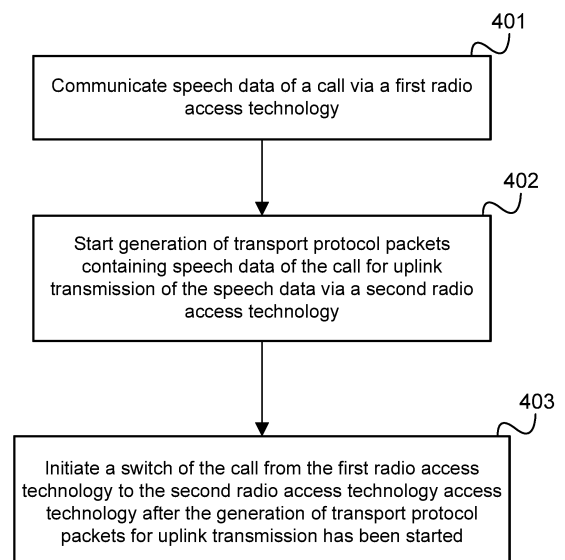 401
Communicate speech data of a call via a first radio
access technology
402
Start generation of transport protocol packets
containing speech data of the call for uplink
transmission of the speech data via a second radio
access technology
403
Initiate a switch of the call from the first radio access
technology to the second radio access technology access
technology after the generation of transport protocol
packets for uplink transmission has been started